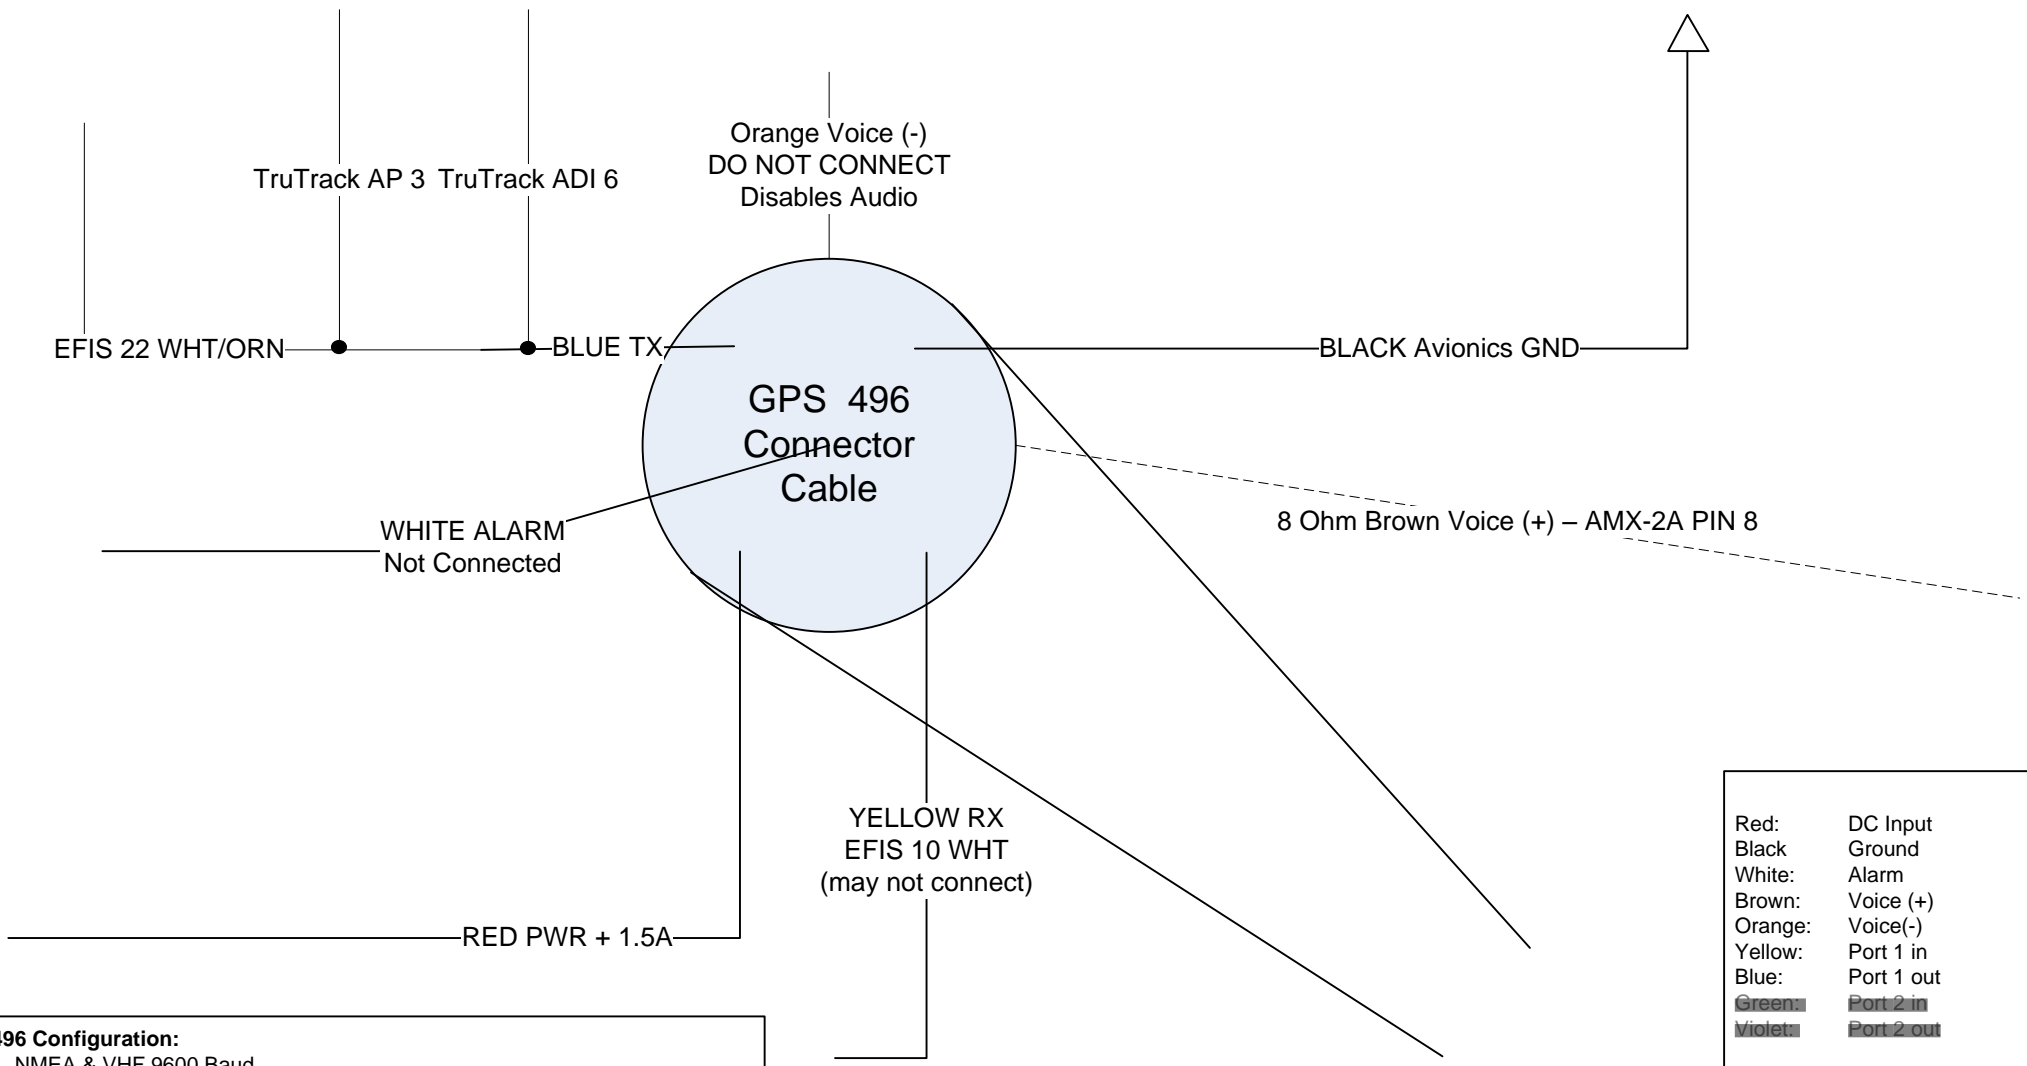 Orange Voice (-)
DO NOT CONNECT
Disables Audio
TruTrack AP 3 TruTrack ADI 6
EFIS 22 WHT/ORN
BLUE TX
BLACK Avionics GND
GPS 496
Connector
Cable
WHITE ALARM
Not Connected
8 Ohm Brown Voice (+) – AMX-2A PIN 8
YELLOW RX
EFIS 10 WHT
(may not connect)
RED PWR + 1.5A
Red: DC Input
Black Ground
White: Alarm
Brown: Voice (+)
Orange: Voice(-)
Yellow: Port 1 in
Blue: Port 1 out
Green: Port 2 in
Violet: Port 2 out
496 Configuration:
NMEA & VHF 9600 Baud